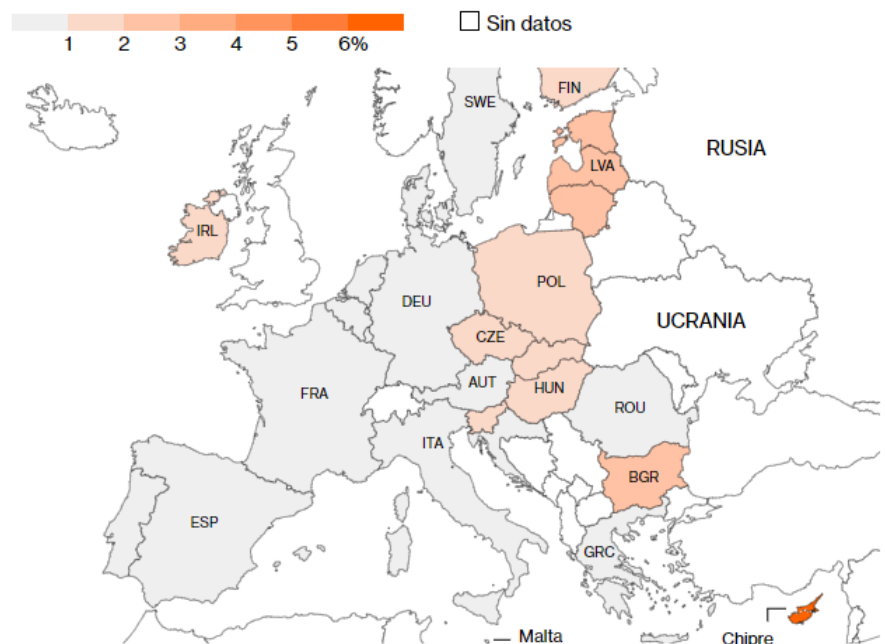 1 2 3 4 5 6%
Sin datos
FIN
SWE
RUSIA
LVA
IRL
POL
DEU
UCRANIA
CZE
AUT
HUN
FRA
ROU
ITA
BGR
ESP
GRC
Malta
Chipre